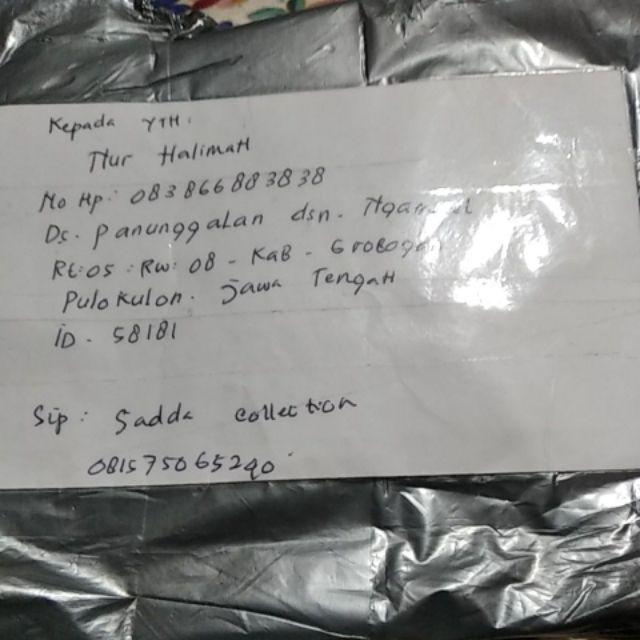 Kepada YTH:
Nur Halimah
No Hp: 083866883838
Ds. Panunggalan dsn.
Rt:05 : Rw: 08 - KaB -
Pulokulon. Jawa Tengah
ID. 58181
Sip: Sadda collection
081575065240